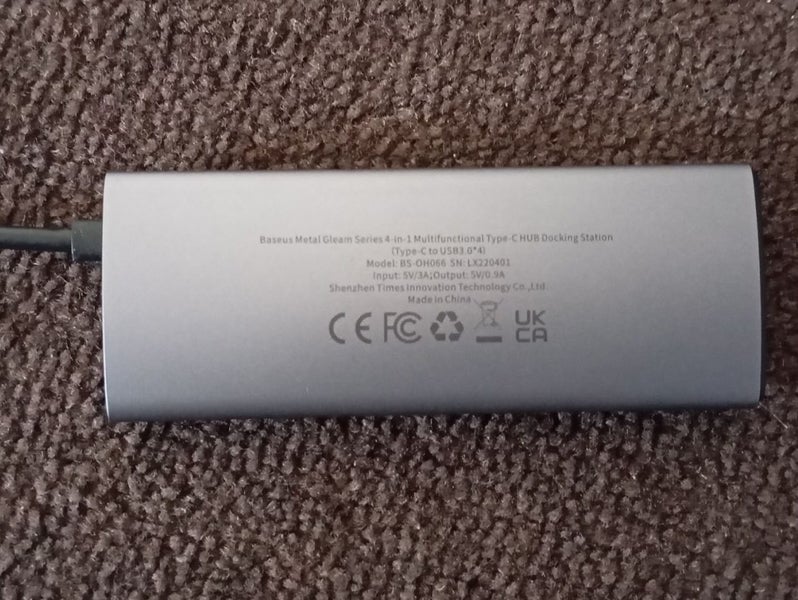 Baseus Metal Gleam Series 4-in-1 Multifunctional Type-C HUB Docking Station
(Type-C to USB3.0*4)
Model: BS-OH066 SN: LX220401
Input: 5V/3A;Output: 5V/0.9A
Shenzhen Times Innovation Technology Co.,Ltd.
Made in China
CE FC UK
CA